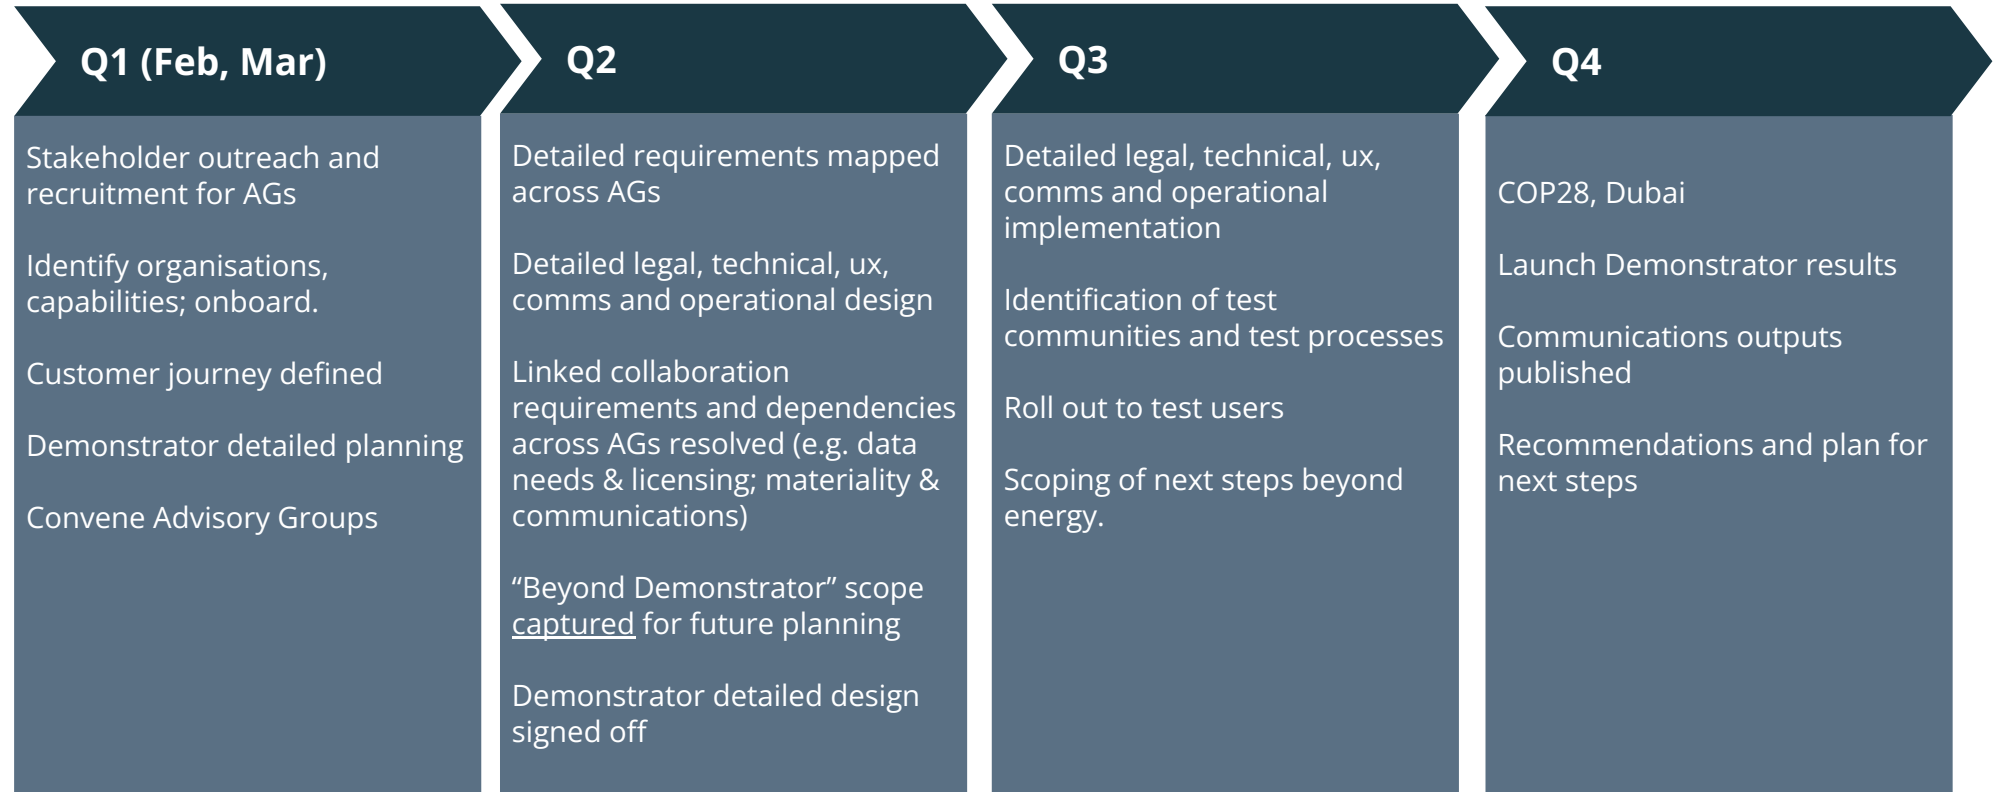 Q1 (Feb, Mar)
Stakeholder outreach and
recruitment for AGs
Identify organisations,
capabilities; onboard.
Customer journey defined
Demonstrator detailed planning
Convene Advisory Groups
Q2
Detailed requirements mapped
across AGs
Detailed legal, technical, ux,
comms and operational design
Linked collaboration
requirements and dependencies
across AGs resolved (e.g. data
needs & licensing; materiality &
communications)
“Beyond Demonstrator” scope
captured for future planning
Demonstrator detailed design
signed off
Q3
Detailed legal, technical, ux,
comms and operational
implementation
Identification of test
communities and test processes
Roll out to test users
Scoping of next steps beyond
energy.
Q4
COP28, Dubai
Launch Demonstrator results
Communications outputs
published
Recommendations and plan for
next steps